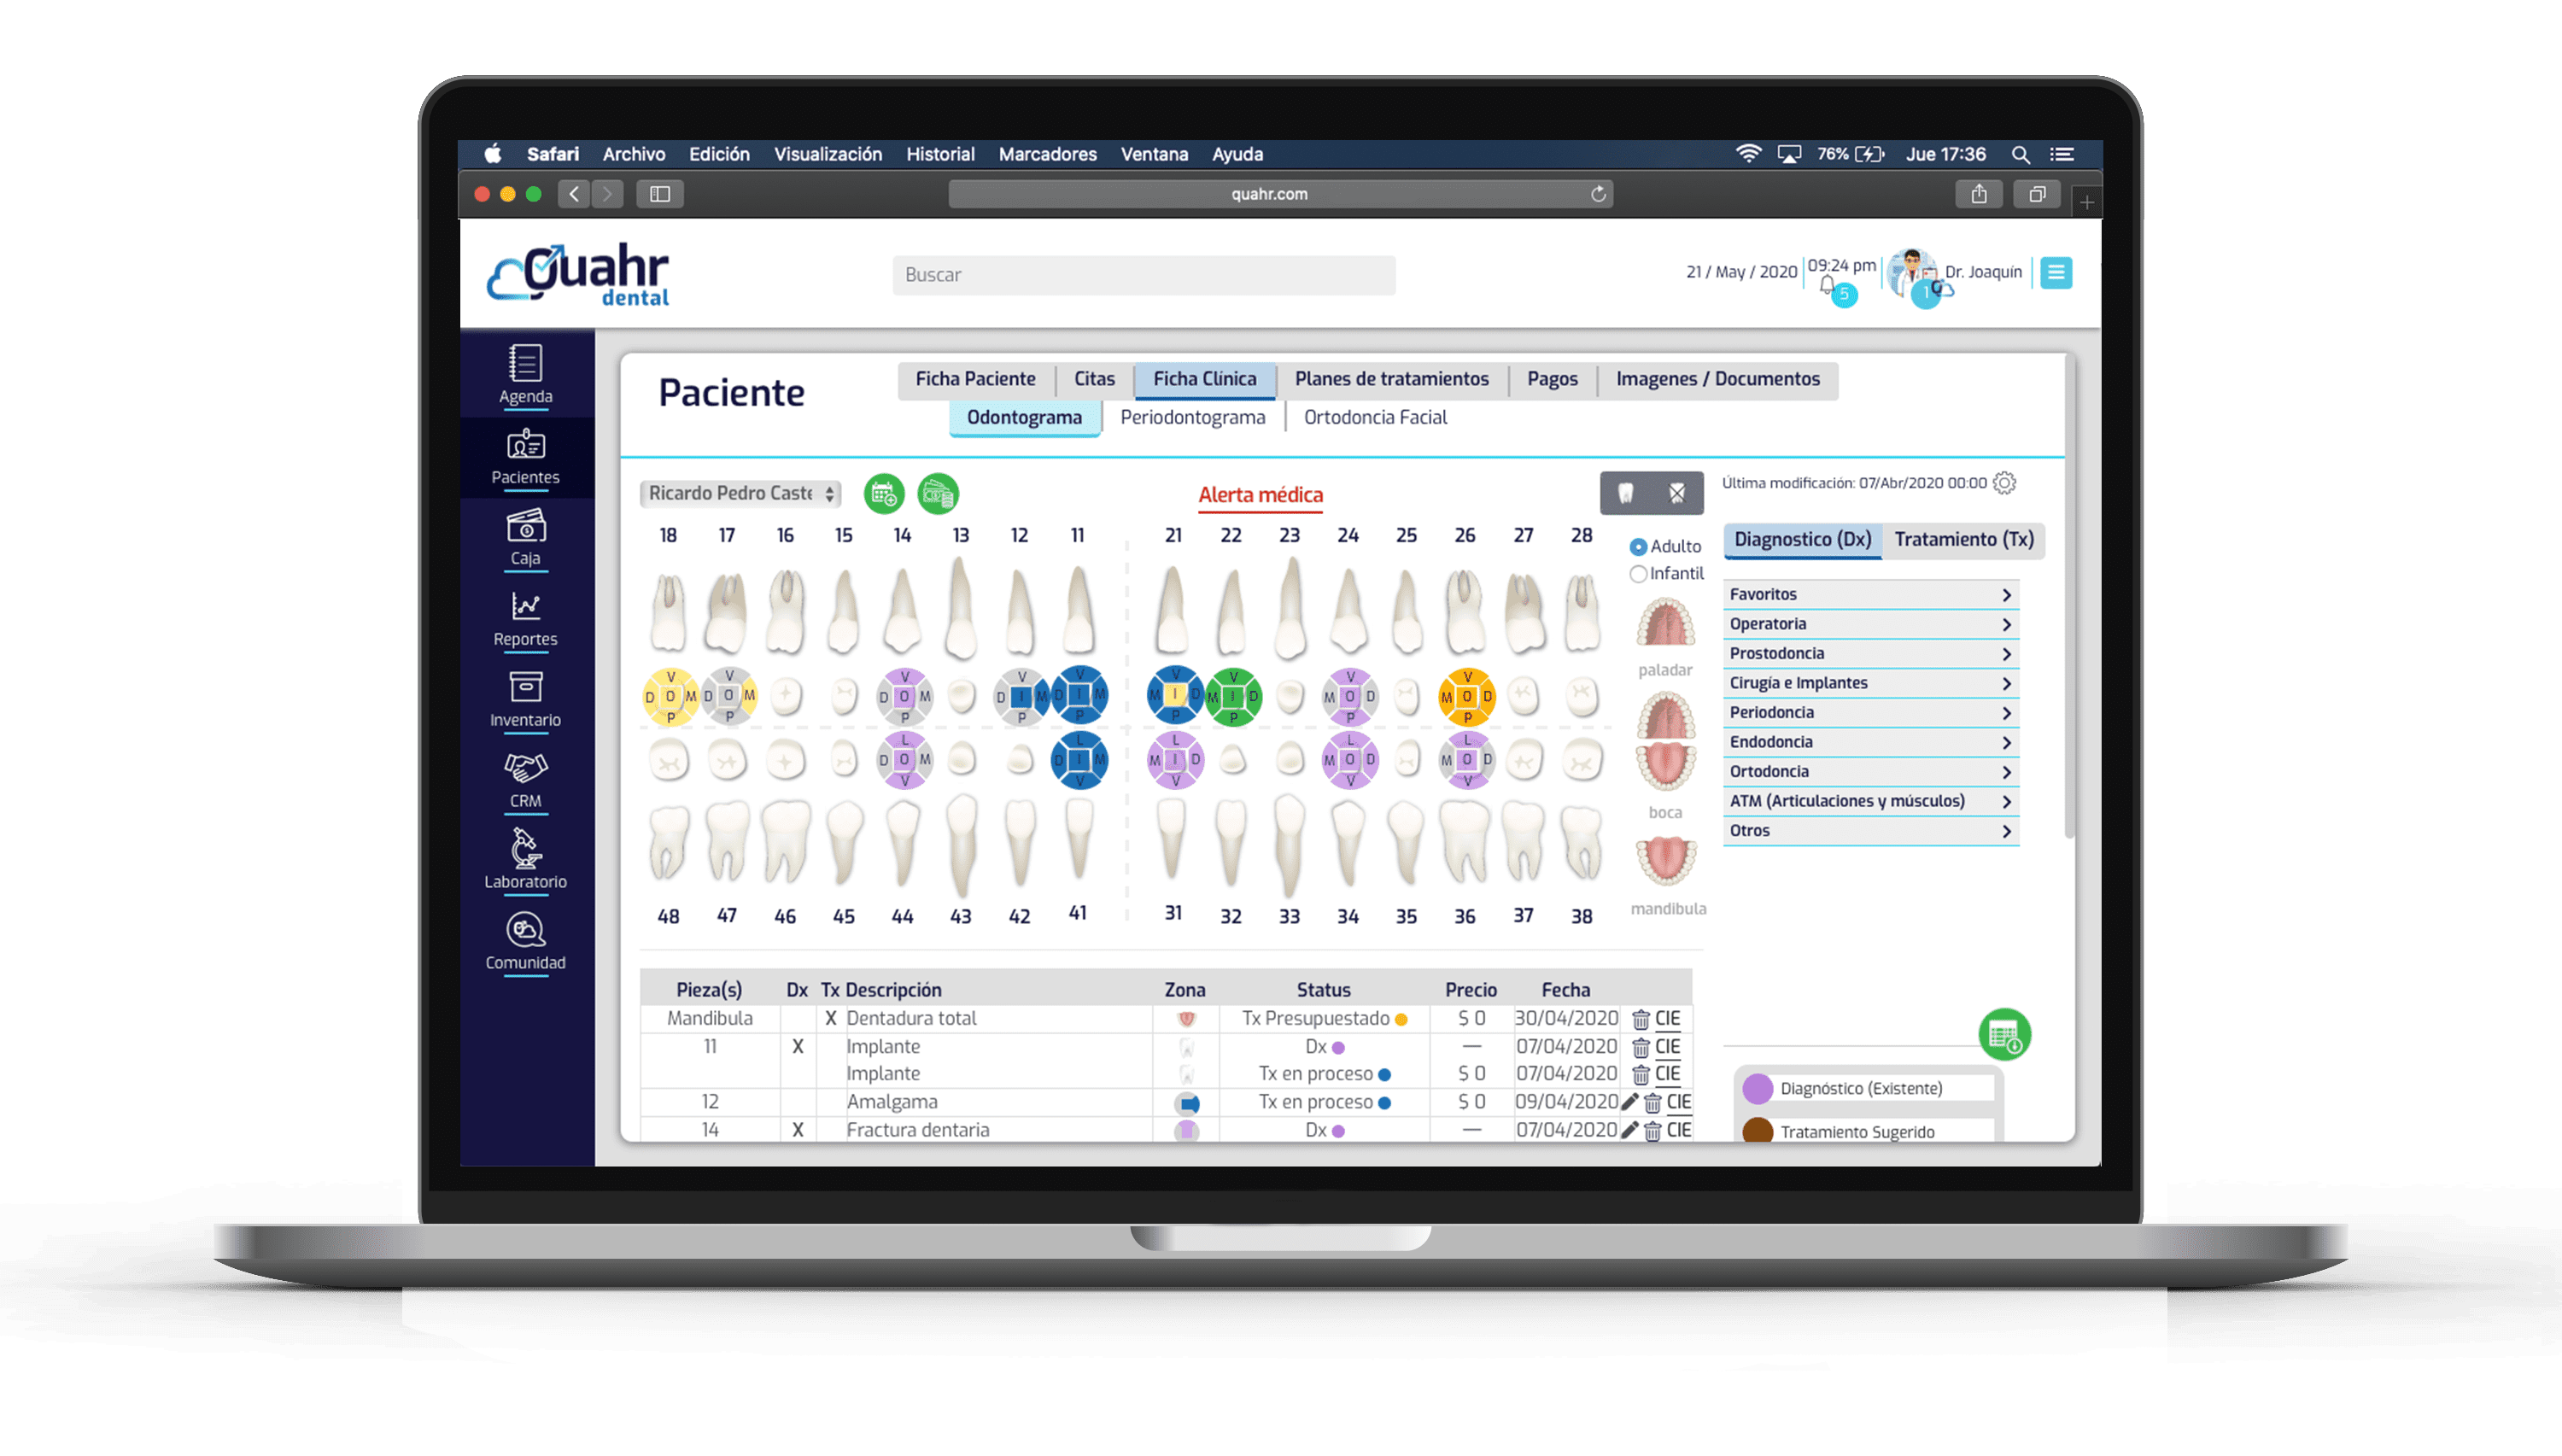 Safari Archivo Edición Visualización Historial Marcadores Ventana Ayuda 76% Jue 17:36
quahr.com
Quahr
dental
Buscar
21 / May / 2020 09:24 pm Dr. Joaquín
5 1
Agenda
Pacientes
Caja
Reportes
Inventario
CRM
Laboratorio
Comunidad
Paciente
Ficha Paciente Citas Ficha Clínica Planes de tratamientos Pagos Imagenes / Documentos
Odontograma Periodontograma Ortodoncia Facial
Ricardo Pedro Caste Alerta médica
Última modificación: 07/Abr/2020 00:00
18 17 16 15 14 13 12 11 21 22 23 24 25 26 27 28
Adulto
Infantil
paladar
boca
mandibula
V V V V V V V V V
D O M D O M D O M D I M D I M M I D M I D M O D M O D
P P P P P P P P P
L L L L L L
D O M D I M M I D M O D M O D
V V V V V V
48 47 46 45 44 43 42 41 31 32 33 34 35 36 37 38
Diagnostico (Dx) Tratamiento (Tx)
Favoritos
Operatoria
Prostodoncia
Cirugía e Implantes
Periodoncia
Endodoncia
Ortodoncia
ATM (Articulaciones y músculos)
Otros
Pieza(s) Dx Tx Descripción Zona Status Precio Fecha
Mandibula X Dentadura total Tx Presupuestado $ 0 30/04/2020 CIE
11 X Implante Dx — 07/04/2020 CIE
Implante Tx en proceso $ 0 07/04/2020 CIE
12 Amalgama Tx en proceso $ 0 09/04/2020 CIE
14 X Fractura dentaria Dx — 07/04/2020 CIE
Diagnóstico (Existente)
Tratamiento Sugerido